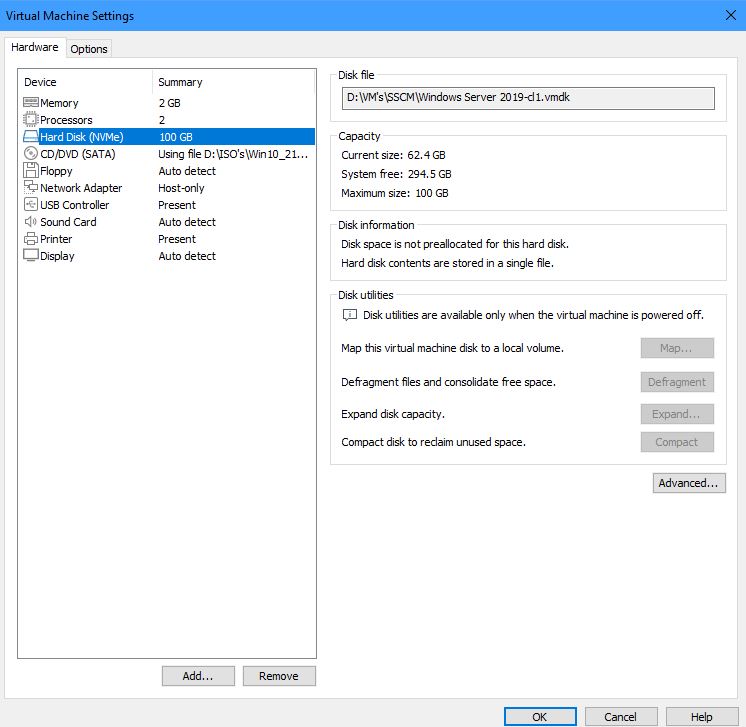 Virtual Machine Settings
Hardware Options
Device Summary
Memory 2 GB
Processors 2
Hard Disk (NVMe) 100 GB
CD/DVD (SATA) Using file D:\ISO's\Win10_21...
Floppy Auto detect
Network Adapter Host-only
USB Controller Present
Sound Card Auto detect
Printer Present
Display Auto detect
Add... Remove
Disk file
D:\VM's\SSCM\Windows Server 2019-cl1.vmdk
Capacity
Current size: 62.4 GB
System free: 294.5 GB
Maximum size: 100 GB
Disk information
Disk space is not preallocated for this hard disk.
Hard disk contents are stored in a single file.
Disk utilities
Disk utilities are available only when the virtual machine is powered off.
Map this virtual machine disk to a local volume. Map...
Defragment files and consolidate free space. Defragment
Expand disk capacity. Expand...
Compact disk to reclaim unused space. Compact
Advanced...
OK Cancel Help